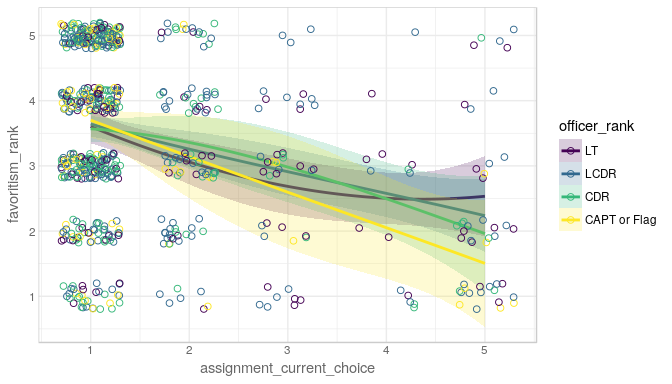 5
4
3
2
1
favoritism_rank
1
2
3
4
5
assignment_current_choice
officer_rank
LT
LCDR
CDR
CAPT or Flag